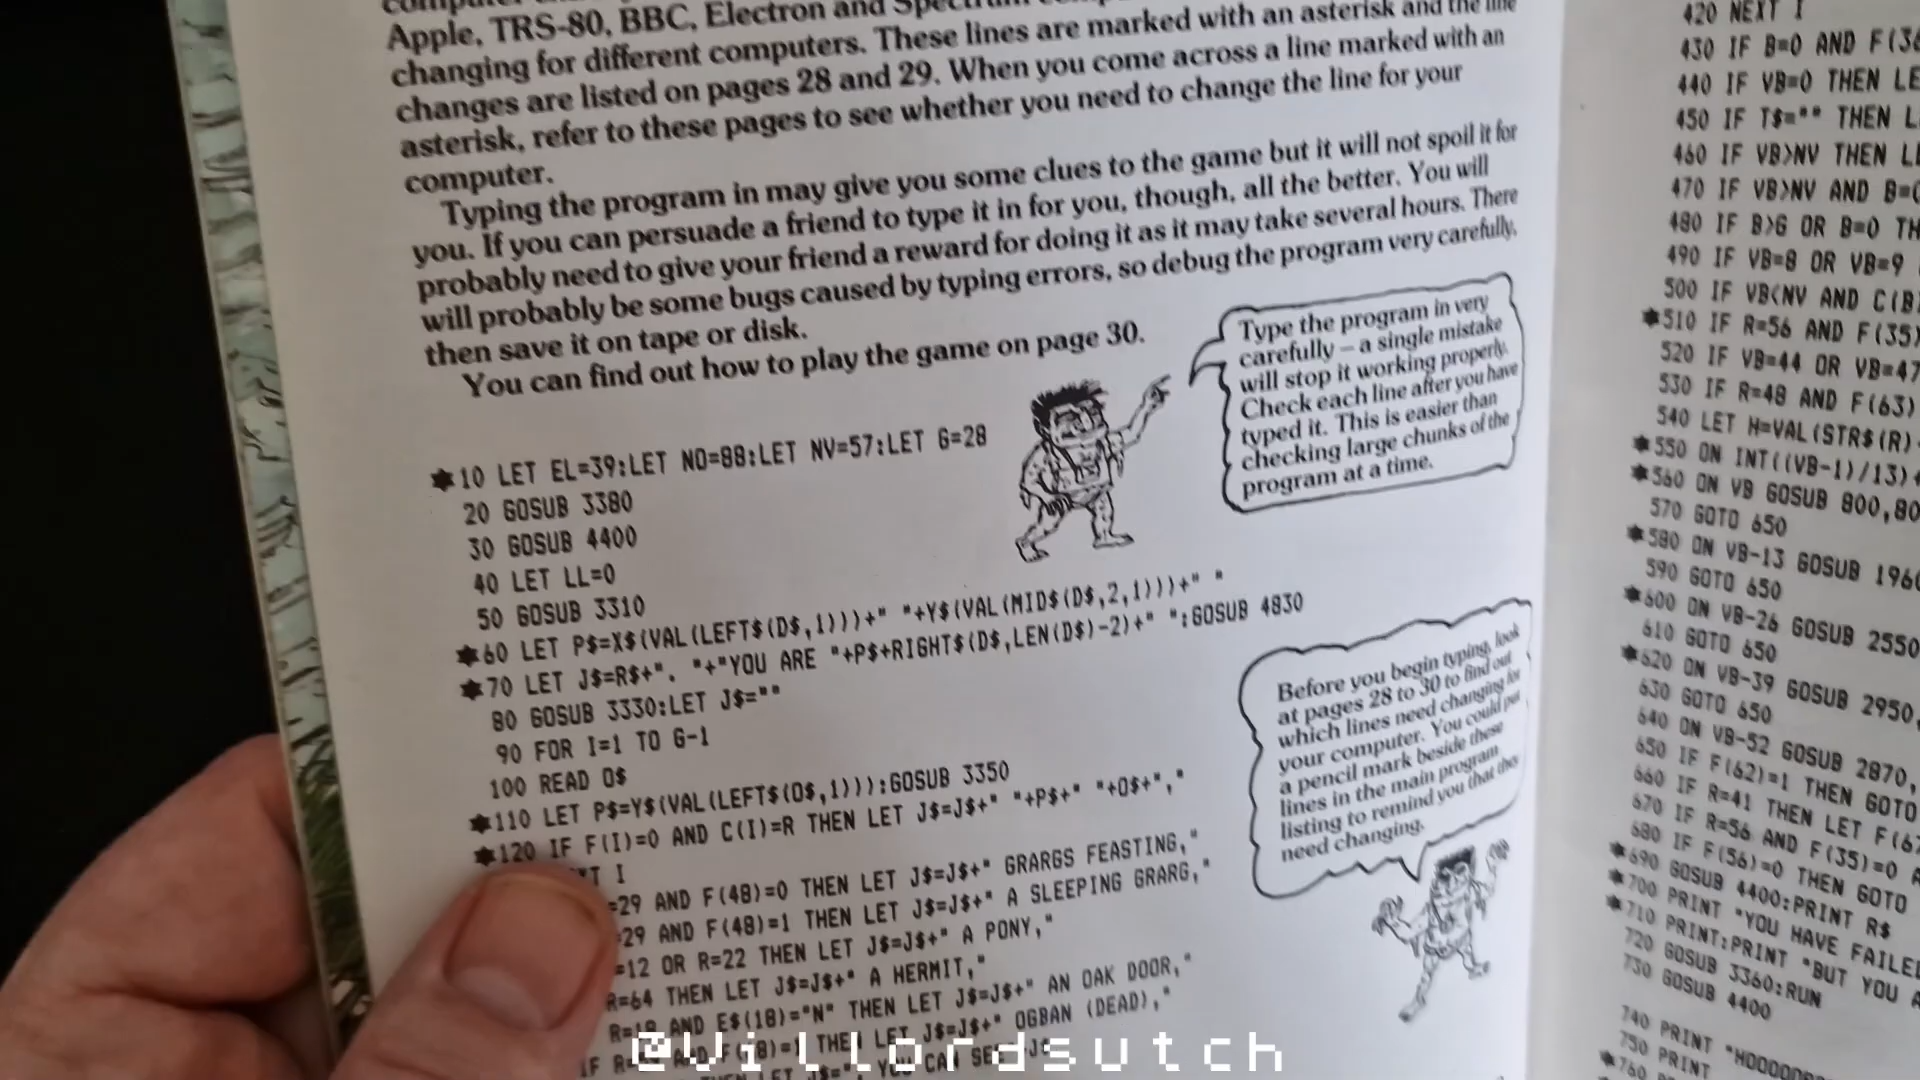 Apple, TRS-80, BBC, Electron and
changing for different computers. These lines are marked with an asterisk and the line
changes are listed on pages 28 and 29. When you come across a line marked with an
asterisk, refer to these pages to see whether you need to change the line for your
computer.
Typing the program in may give you some clues to the game but it will not spoil it for
you. If you can persuade a friend to type it in for you, though, all the better. You will
probably need to give your friend a reward for doing it as it may take several hours. There
will probably be some bugs caused by typing errors, so debug the program very carefully,
then save it on tape or disk.
You can find out how to play the game on page 30.
Type the program in very
carefully – a single mistake
will stop it working properly.
Check each line after you have
typed it. This is easier than
checking large chunks of the
program at a time.
*10 LET EL=39:LET NO=88:LET NV=57:LET G=28
20 GOSUB 3380
30 GOSUB 4400
40 LET LL=0
50 GOSUB 3310
*60 LET P$=X$(VAL(LEFT$(D$,1)))+" "+Y$(VAL(MID$(D$,2,1)))+" "
*70 LET J$=R$+". "+"YOU ARE "+P$+RIGHT$(D$,LEN(D$)-2)+" ":GOSUB 4830
80 GOSUB 3330:LET J$=""
90 FOR I=1 TO G-1
100 READ O$
*110 LET P$=Y$(VAL(LEFT$(O$,1))):GOSUB 3350
*120 IF F(I)=0 AND C(I)=R THEN LET J$=J$+" "+P$+" "+O$+","
I
=29 AND F(48)=0 THEN LET J$=J$+" GRARGS FEASTING,"
=29 AND F(48)=1 THEN LET J$=J$+" A SLEEPING GRARG,"
=12 OR R=22 THEN LET J$=J$+" A PONY,"
R=64 THEN LET J$=J$+" A HERMIT,"
R=18 AND E$(18)="N" THEN LET J$=J$+" AN OAK DOOR,"
IF THEN LET J$=J$+" OGBAN (DEAD),"
Before you begin typing, look
at pages 28 to 30 to find out
which lines need changing for
your computer. You could put
a pencil mark beside these
lines in the main program
listing to remind you that they
need changing.
420 NEXT I
430 IF B=0 AND
440 IF VB=0 THEN
450 IF T$="" THEN
460 IF VB>NV THEN
470 IF VB>NV AND
480 IF B>G OR B=0
490 IF VB=8 OR VB=9
500 IF VB<NV AND
*510 IF R=56 AND F(35)
520 IF VB=44 OR
530 IF R=48 AND F(63)
540 LET H=VAL(STR$(R)
*550 ON INT((VB-1)/13)+
*560 ON VB GOSUB 800,
570 GOTO 650
*580 ON VB-13 GOSUB
590 GOTO 650
*600 ON VB-26 GOSUB 2550
610 GOTO 650
*620 ON VB-39 GOSUB 2950,
630 GOTO 650
640 ON VB-52 GOSUB 2870,
650 IF F(62)=1 THEN GOTO
660 IF R=41 THEN LET
670 IF R=56 AND F(35)=0
680 IF F(56)=0 THEN GOTO
*690 GOSUB 4400:PRINT R$
*700 PRINT "YOU HAVE
*710 PRINT:PRINT "BUT YOU
720 GOSUB 3360:RUN
730 GOSUB 4400
740 PRINT
750 PRINT
*760
@Villordsutch